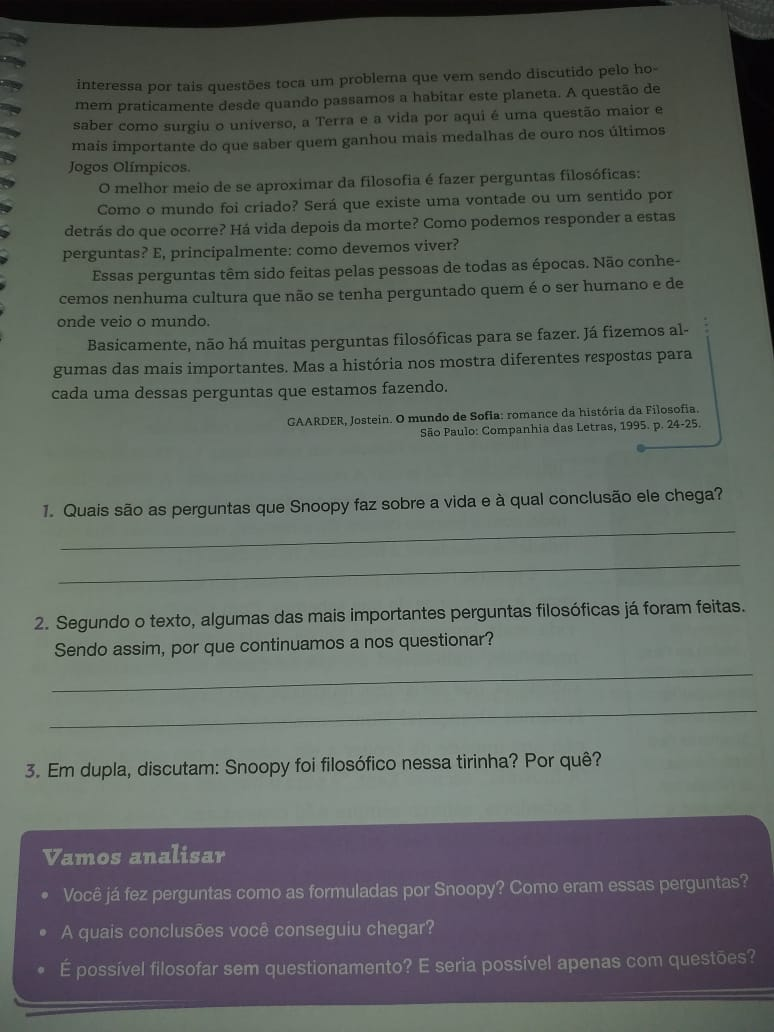 interessa por tais questões toca um problema que vem sendo discutido pelo ho-
mem praticamente desde quando passamos a habitar este planeta. A questão de
saber como surgiu o universo, a Terra e a vida por aqui é uma questão maior e
mais importante do que saber quem ganhou mais medalhas de ouro nos últimos
Jogos Olímpicos.
O melhor meio de se aproximar da filosofia é fazer perguntas filosóficas:
Como o mundo foi criado? Será que existe uma vontade ou um sentido por
detrás do que ocorre? Há vida depois da morte? Como podemos responder a estas
perguntas? E, principalmente: como devemos viver?
Essas perguntas têm sido feitas pelas pessoas de todas as épocas. Não conhe-
cemos nenhuma cultura que não se tenha perguntado quem é o ser humano e de
onde veio o mundo.
Basicamente, não há muitas perguntas filosóficas para se fazer. Já fizemos al-
gumas das mais importantes. Mas a história nos mostra diferentes respostas para
cada uma dessas perguntas que estamos fazendo.
GAARDER, Jostein. O mundo de Sofia: romance da história da Filosofia.
São Paulo: Companhia das Letras, 1995. p. 24-25.
1. Quais são as perguntas que Snoopy faz sobre a vida e à qual conclusão ele chega?
2. Segundo o texto, algumas das mais importantes perguntas filosóficas já foram feitas.
Sendo assim, por que continuamos a nos questionar?
3. Em dupla, discutam: Snoopy foi filosófico nessa tirinha? Por quê?
Vamos analisar
• Você já fez perguntas como as formuladas por Snoopy? Como eram essas perguntas?
• A quais conclusões você conseguiu chegar?
• É possível filosofar sem questionamento? E seria possível apenas com questões?